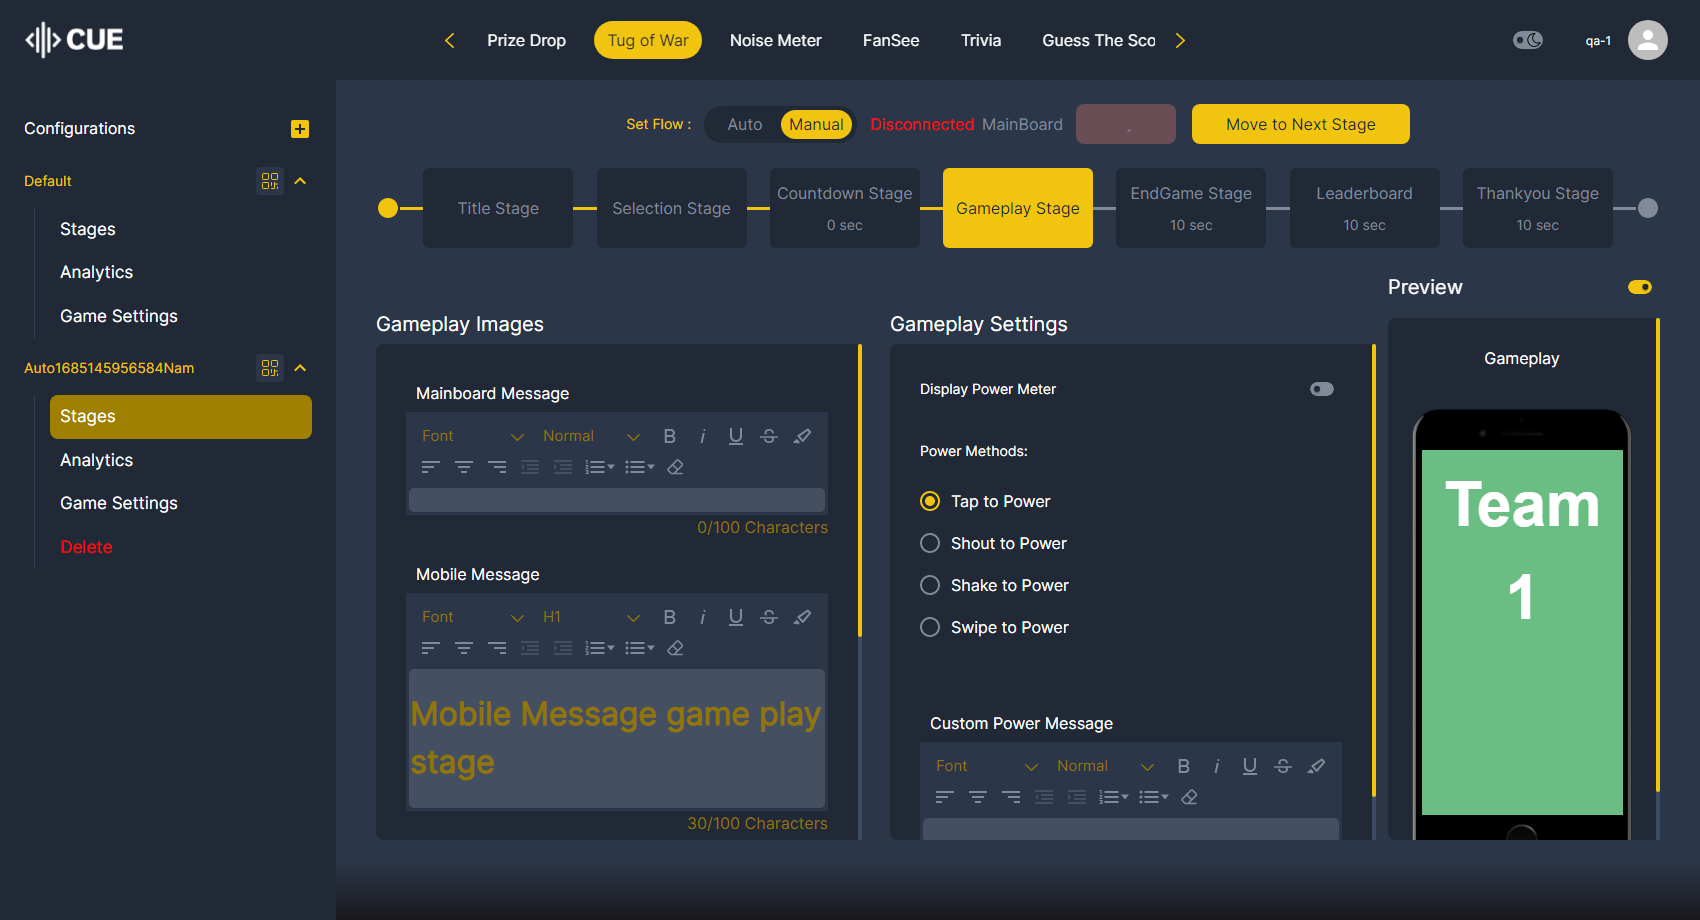 CUE
Prize Drop
Tug of War
Noise Meter
FanSee
Trivia
Guess The Sco
qa-1
Configurations
Default
Stages
Analytics
Game Settings
Auto1685145956584Nam
Stages
Analytics
Game Settings
Delete
Set Flow :
Auto
Manual
Disconnected MainBoard
Move to Next Stage
Title Stage
Selection Stage
Countdown Stage
0 sec
Gameplay Stage
EndGame Stage
10 sec
Leaderboard
10 sec
Thankyou Stage
10 sec
Gameplay Images
Mainboard Message
Font
Normal
B i U S
0/100 Characters
Mobile Message
Font
H1
B i U S
Mobile Message game play
stage
30/100 Characters
Gameplay Settings
Display Power Meter
Power Methods:
Tap to Power
Shout to Power
Shake to Power
Swipe to Power
Custom Power Message
Font
Normal
B i U S
Preview
Gameplay
Team
1